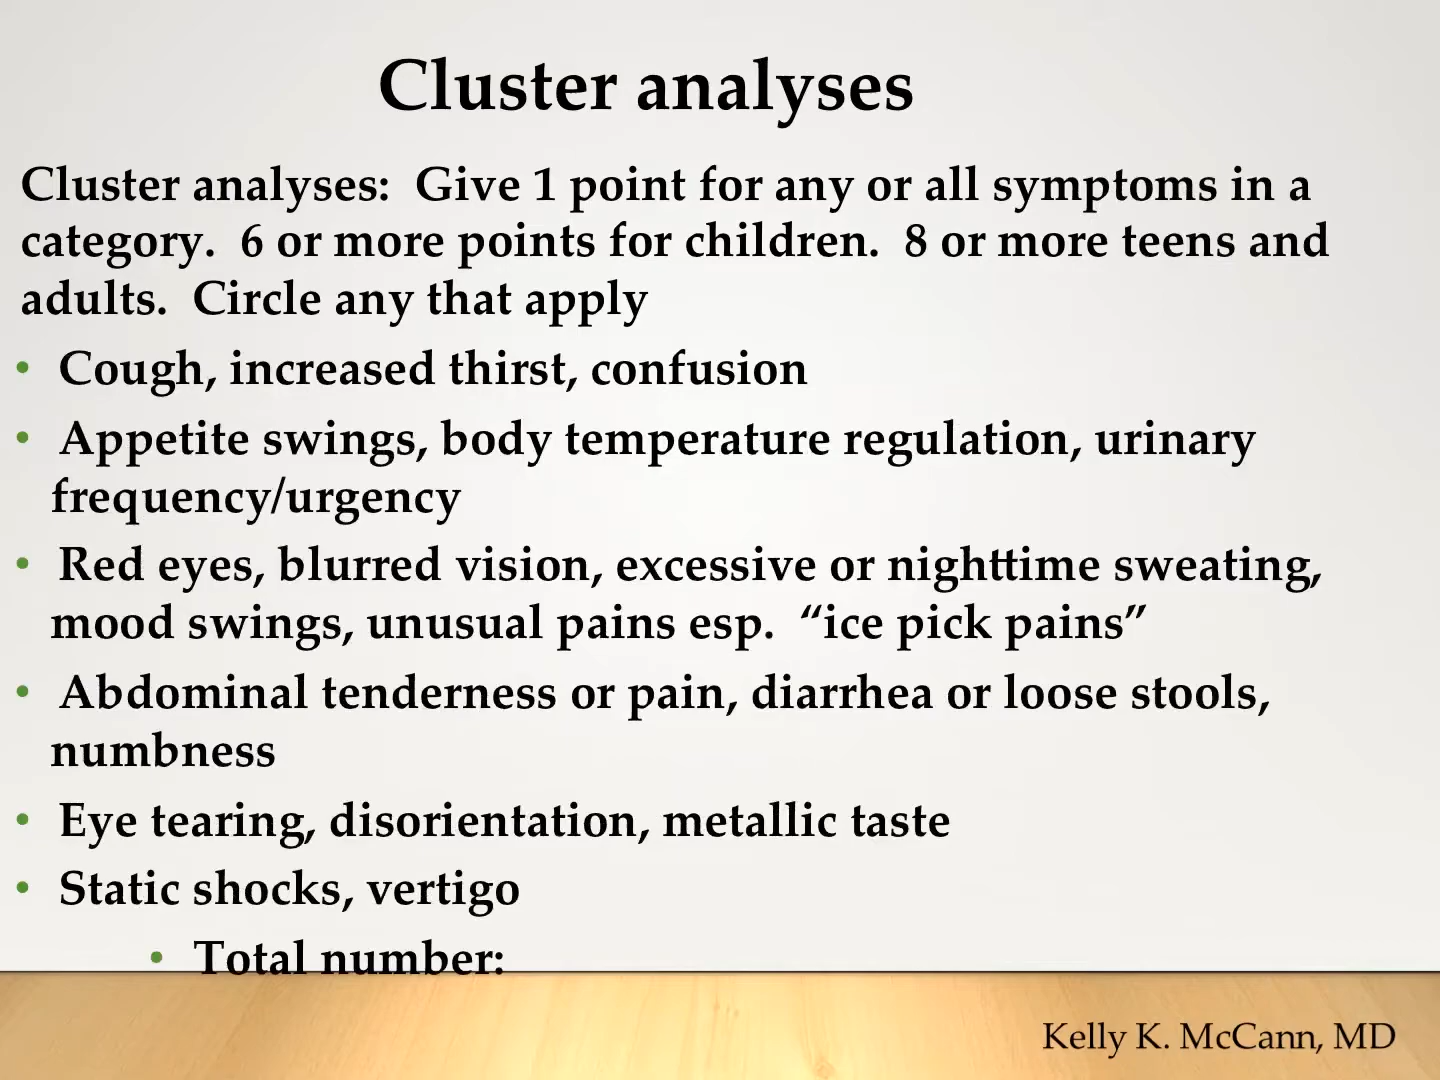 Cluster analyses
Cluster analyses:  Give 1 point for any or all symptoms in a
category.  6 or more points for children.  8 or more teens and
adults.  Circle any that apply
• Cough, increased thirst, confusion
• Appetite swings, body temperature regulation, urinary
frequency/urgency
• Red eyes, blurred vision, excessive or nighttime sweating,
mood swings, unusual pains esp.  “ice pick pains”
• Abdominal tenderness or pain, diarrhea or loose stools,
numbness
• Eye tearing, disorientation, metallic taste
• Static shocks, vertigo
• Total number:
Kelly K. McCann, MD